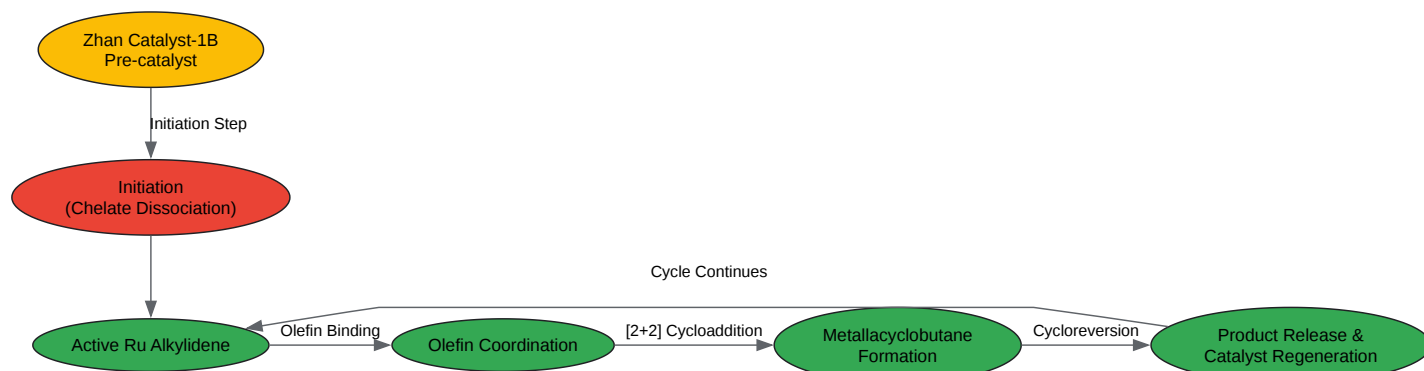 Zhan Catalyst-1B
Pre-catalyst
Initiation Step
Initiation
(Chelate Dissociation)
Cycle Continues
Active Ru Alkylidene
Olefin Binding
Olefin Coordination
[2+2] Cycloaddition
Metallacyclobutane
Formation
Cycloreversion
Product Release &
Catalyst Regeneration